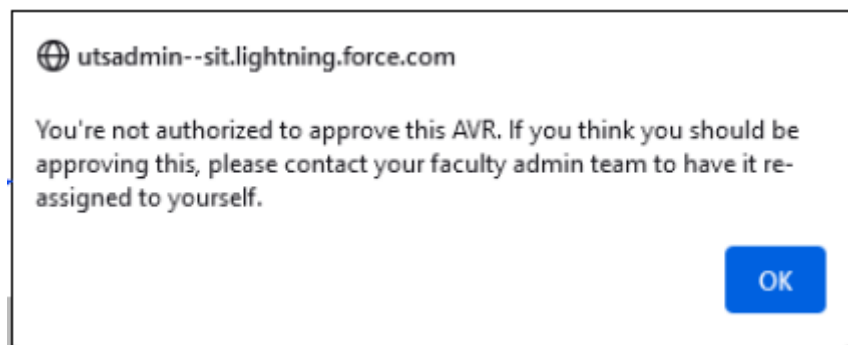 utsadmin--sit.lightning.force.com
You're not authorized to approve this AVR. If you think you should be
approving this, please contact your faculty admin team to have it re-
assigned to yourself.
OK